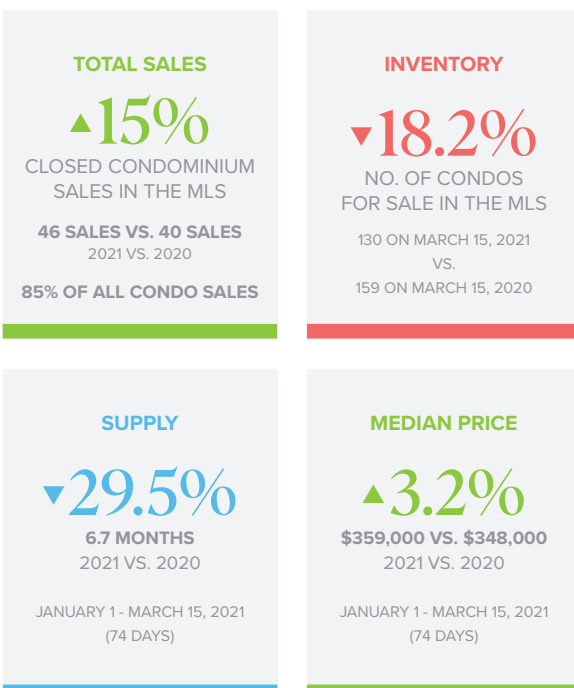 TOTAL SALES
▲15%
CLOSED CONDOMINIUM
SALES IN THE MLS
46 SALES VS. 40 SALES
2021 VS. 2020
85% OF ALL CONDO SALES
INVENTORY
▼18.2%
NO. OF CONDOS
FOR SALE IN THE MLS
130 ON MARCH 15, 2021
VS.
159 ON MARCH 15, 2020
SUPPLY
▼29.5%
6.7 MONTHS
2021 VS. 2020
JANUARY 1 - MARCH 15, 2021
(74 DAYS)
MEDIAN PRICE
▲3.2%
$359,000 VS. $348,000
2021 VS. 2020
JANUARY 1 - MARCH 15, 2021
(74 DAYS)